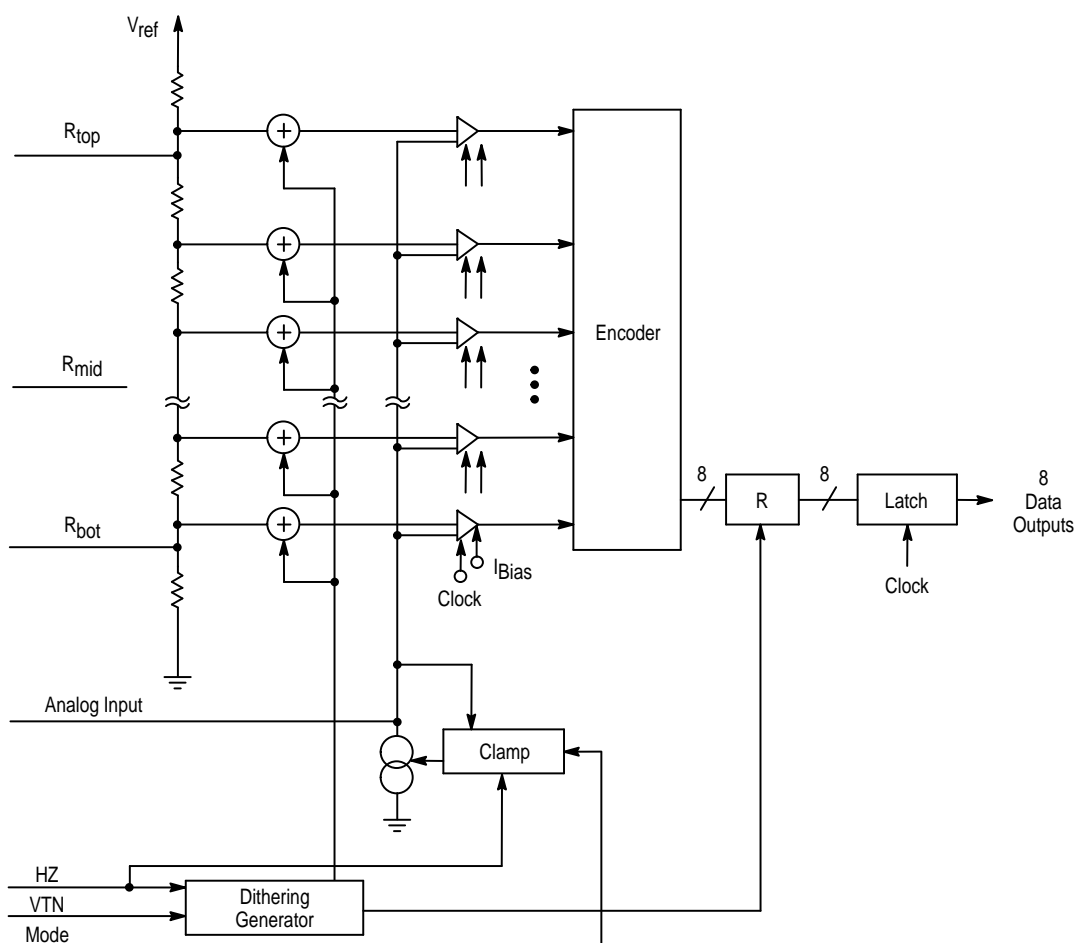 Vref
Rtop
+
+
+
Encoder
Rmid
+
8
8
8
R
Latch
Data
Outputs
Rbot
+
IBias
Clock
Clock
Analog Input
Clamp
HZ
Dithering
Generator
VTN
Mode